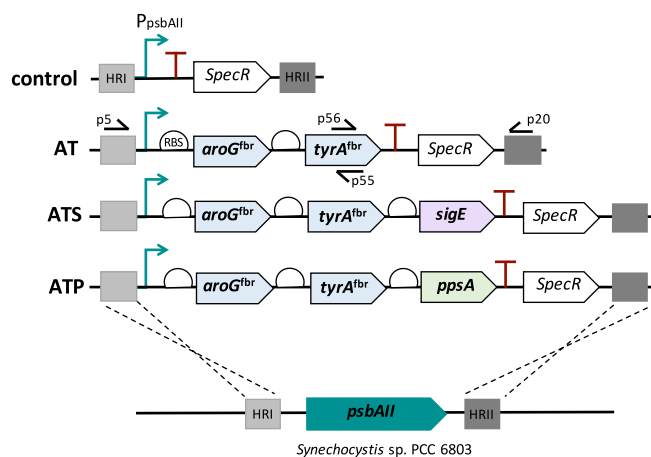 PpsbAII
control HRI SpecR HRII
p5 p56 p20
AT RBS aroGfbr tyrAfbr SpecR
p55
ATS aroGfbr tyrAfbr sigE SpecR
ATP aroGfbr tyrAfbr ppsA SpecR
HRI psbAII HRII
Synechocystis sp. PCC 6803